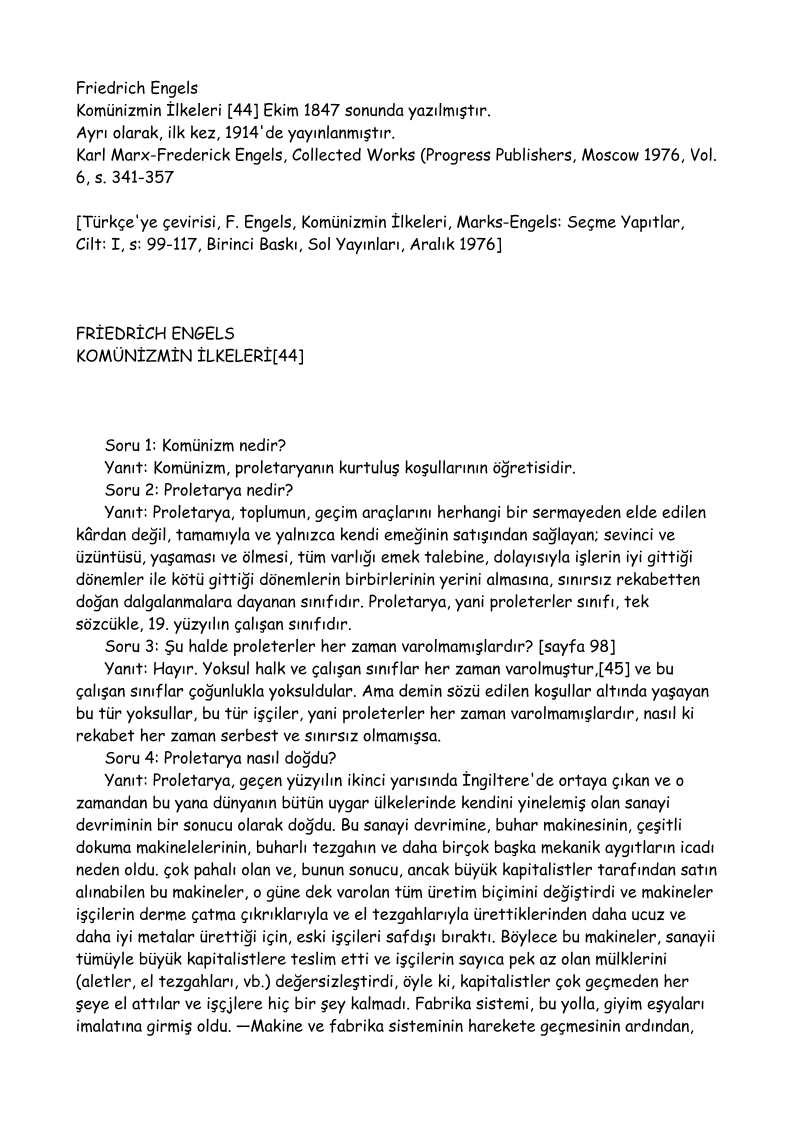 Friedrich Engels
Komünizmin İlkeleri [44] Ekim 1847 sonunda yazılmıştır.
Ayrı olarak, ilk kez, 1914'de yayınlanmıştır.
Karl Marx-Frederick Engels, Collected Works (Progress Publishers, Moscow 1976, Vol.
6, s. 341-357
[Türkçe'ye çevirisi, F. Engels, Komünizmin İlkeleri, Marks-Engels: Seçme Yapıtlar,
Cilt: I, s: 99-117, Birinci Baskı, Sol Yayınları, Aralık 1976]
FRİEDRİCH ENGELS
KOMÜNİZMİN İLKELERİ[44]
Soru 1: Komünizm nedir?
Yanıt: Komünizm, proletaryanın kurtuluş koşullarının öğretisidir.
Soru 2: Proletarya nedir?
Yanıt: Proletarya, toplumun, geçim araçlarını herhangi bir sermayeden elde edilen
kârdan değil, tamamıyla ve yalnızca kendi emeğinin satışından sağlayan; sevinci ve
üzüntüsü, yaşaması ve ölmesi, tüm varlığı emek talebine, dolayısıyla işlerin iyi gittiği
dönemler ile kötü gittiği dönemlerin birbirlerinin yerini almasına, sınırsız rekabetten
doğan dalgalanmalara dayanan sınıfıdır. Proletarya, yani proleterler sınıfı, tek
sözcükle, 19. yüzyılın çalışan sınıfıdır.
Soru 3: Şu halde proleterler her zaman varolmamışlardır? [sayfa 98]
Yanıt: Hayır. Yoksul halk ve çalışan sınıflar her zaman varolmuştur,[45] ve bu
çalışan sınıflar çoğunlukla yoksuldular. Ama demin sözü edilen koşullar altında yaşayan
bu tür yoksullar, bu tür işçiler, yani proleterler her zaman varolmamışlardır, nasıl ki
rekabet her zaman serbest ve sınırsız olmamışsa.
Soru 4: Proletarya nasıl doğdu?
Yanıt: Proletarya, geçen yüzyılın ikinci yarısında İngiltere'de ortaya çıkan ve o
zamandan bu yana dünyanın bütün uygar ülkelerinde kendini yinelemiş olan sanayi
devriminin bir sonucu olarak doğdu. Bu sanayi devrimine, buhar makinesinin, çeşitli
dokuma makinelelerinin, buharlı tezgahın ve daha birçok başka mekanik aygıtların icadı
neden oldu. çok pahalı olan ve, bunun sonucu, ancak büyük kapitalistler tarafından satın
alınabilen bu makineler, o güne dek varolan tüm üretim biçimini değiştirdi ve makineler
işçilerin derme çatma çıkrıklarıyla ve el tezgahlarıyla ürettiklerinden daha ucuz ve
daha iyi metalar ürettiği için, eski işçileri safdışı bıraktı. Böylece bu makineler, sanayii
tümüyle büyük kapitalistlere teslim etti ve işçilerin sayıca pek az olan mülklerini
(aletler, el tezgahları, vb.) değersizleştirdi, öyle ki, kapitalistler çok geçmeden her
şeye el attılar ve işçjlere hiç bir şey kalmadı. Fabrika sistemi, bu yolla, giyim eşyaları
imalatına girmiş oldu. —Makine ve fabrika sisteminin harekete geçmesinin ardından,